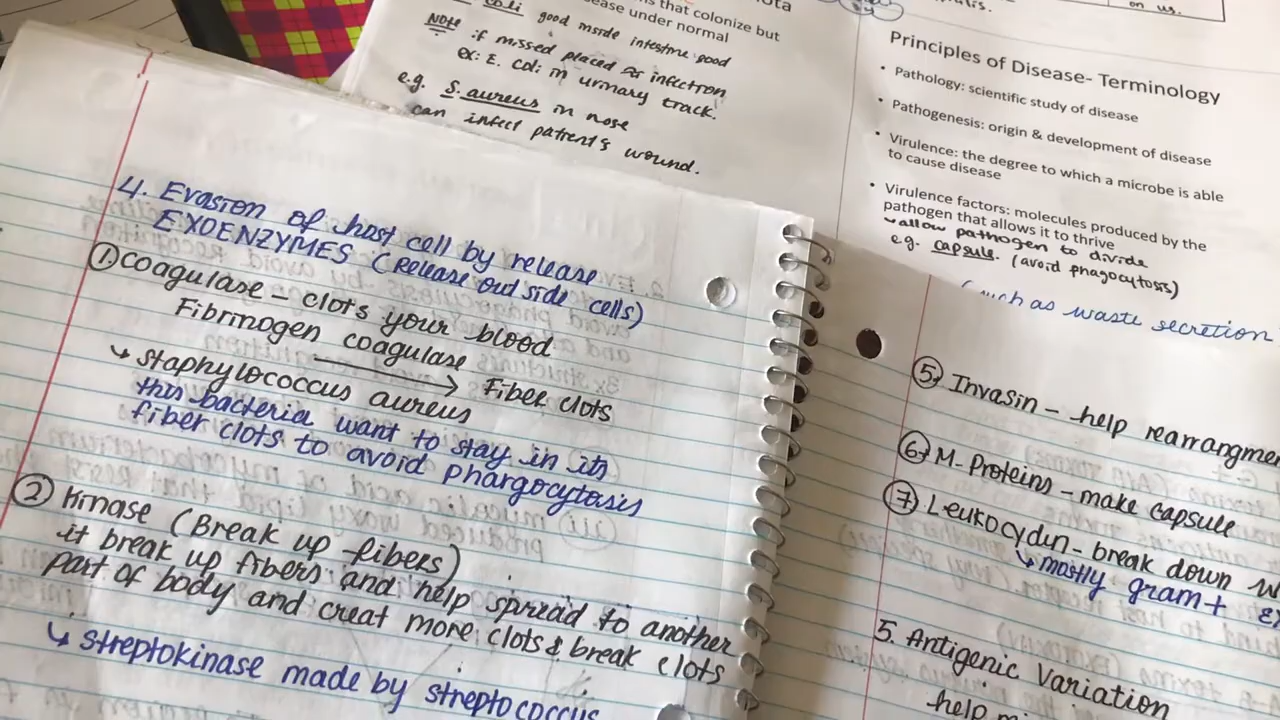 ota
s that colonize but
ease under normal
coli good inside intestine good
NOTE if missed placed infection
ex: E. coli in urinary track.
e.g. S. aureus in nose
can infect patient's wound.
on us.
Principles of Disease- Terminology
• Pathology: scientific study of disease
• Pathogenesis: origin & development of disease
• Virulence: the degree to which a microbe is able
to cause disease
• Virulence factors: molecules produced by the
pathogen that allows it to thrive
allow pathogen to divide
e.g. capsule. (avoid phagocytosis)
such as waste secretion
4. Evasion of host cell by release
EXOENZYMES (Release out side cells)
① Coagulase – clots your blood
Fibrinogen coagulase → Fiber clots
↳ staphylococcus aureus
this bacteria want to stay in its
fiber clots to avoid phargocytosis
② Kinase (Break up fibers)
it break up fibers and help spread to another
part of body and creat more clots & break clots
↳ streptokinase made by streptococcus
⑤ Invasin – help rearrangme
⑥ M-Proteins – make capsule
⑦ Leukocydin – break down w
↳ mostly gram + Ex
5. Antigenic Variation
help